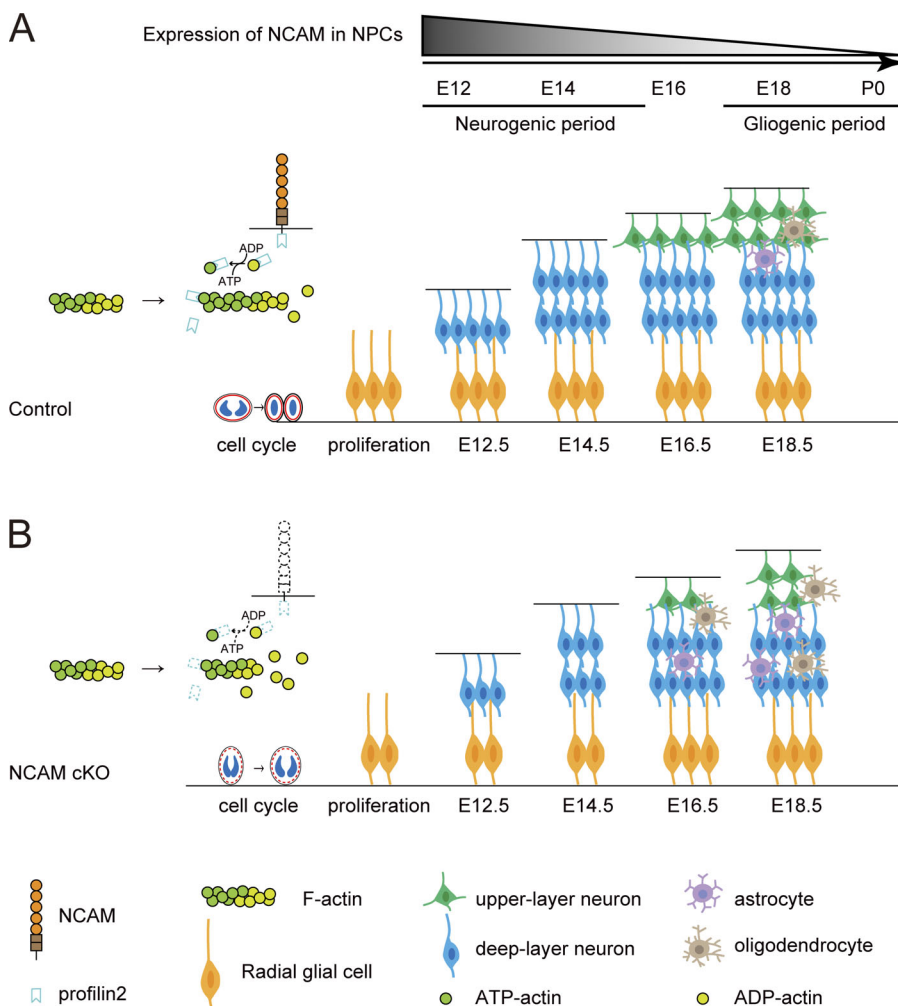 A
Expression of NCAM in NPCs
E12 E14 E16 E18 P0
Neurogenic period Gliogenic period
ADP
ATP
Control
cell cycle proliferation E12.5 E14.5 E16.5 E18.5
B
ADP
ATP
NCAM cKO
cell cycle proliferation E12.5 E14.5 E16.5 E18.5
NCAM F-actin upper-layer neuron astrocyte
Radial glial cell deep-layer neuron oligodendrocyte
profilin2 ATP-actin ADP-actin